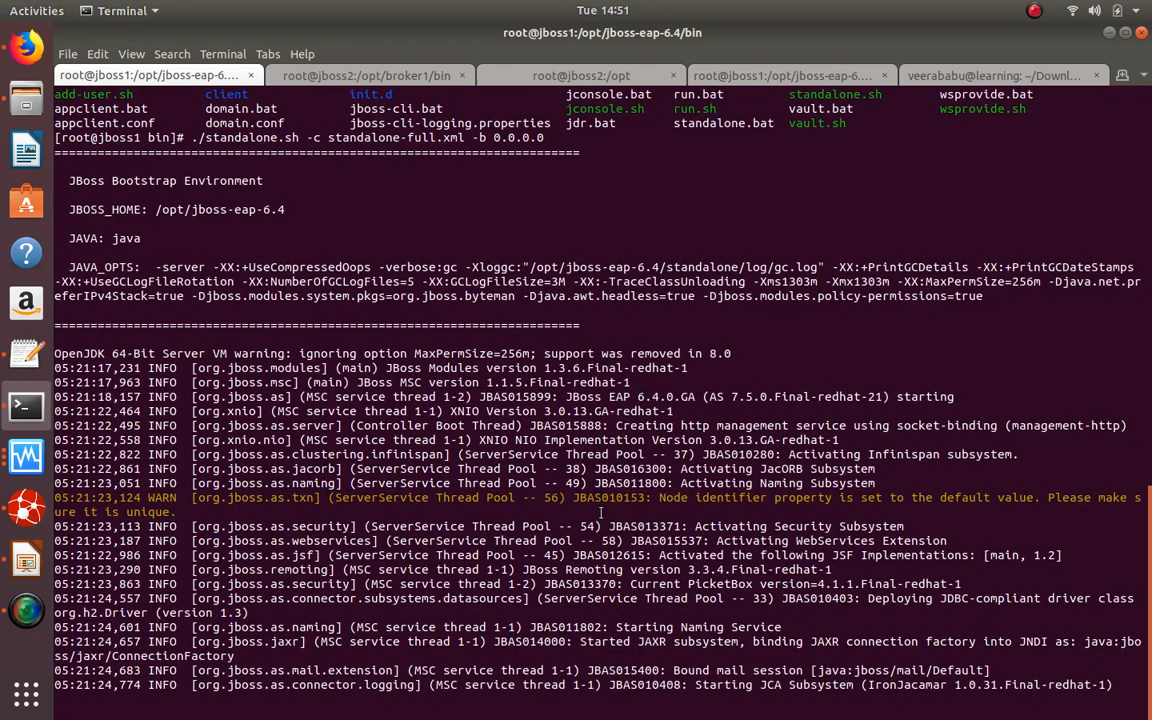 Activities Terminal Tue 14:51
root@jboss1:/opt/jboss-eap-6.4/bin
File Edit View Search Terminal Tabs Help
root@jboss1:/opt/jboss-eap-6.... × root@jboss2:/opt/broker1/bin × root@jboss2:/opt × root@jboss1:/opt/jboss-eap-6.... × veerababu@learning: ~/Downl... ×
add-user.sh client init.d jconsole.bat run.bat standalone.sh wsprovide.bat
appclient.bat domain.bat jboss-cli.bat jconsole.sh run.sh vault.bat wsprovide.sh
appclient.conf domain.conf jboss-cli-logging.properties jdr.bat standalone.bat vault.sh
[root@jboss1 bin]# ./standalone.sh -c standalone-full.xml -b 0.0.0.0
=========================================================================
JBoss Bootstrap Environment
JBOSS_HOME: /opt/jboss-eap-6.4
JAVA: java
JAVA_OPTS:  -server -XX:+UseCompressedOops -verbose:gc -Xloggc:"/opt/jboss-eap-6.4/standalone/log/gc.log" -XX:+PrintGCDetails -XX:+PrintGCDateStamps
-XX:+UseGCLogFileRotation -XX:NumberOfGCLogFiles=5 -XX:GCLogFileSize=3M -XX:-TraceClassUnloading -Xms1303m -Xmx1303m -XX:MaxPermSize=256m -Djava.net.pr
eferIPv4Stack=true -Djboss.modules.system.pkgs=org.jboss.byteman -Djava.awt.headless=true -Djboss.modules.policy-permissions=true
=========================================================================
OpenJDK 64-Bit Server VM warning: ignoring option MaxPermSize=256m; support was removed in 8.0
05:21:17,231 INFO  [org.jboss.modules] (main) JBoss Modules version 1.3.6.Final-redhat-1
05:21:17,963 INFO  [org.jboss.msc] (main) JBoss MSC version 1.1.5.Final-redhat-1
05:21:18,157 INFO  [org.jboss.as] (MSC service thread 1-2) JBAS015899: JBoss EAP 6.4.0.GA (AS 7.5.0.Final-redhat-21) starting
05:21:22,464 INFO  [org.xnio] (MSC service thread 1-1) XNIO Version 3.0.13.GA-redhat-1
05:21:22,495 INFO  [org.jboss.as.server] (Controller Boot Thread) JBAS015888: Creating http management service using socket-binding (management-http)
05:21:22,558 INFO  [org.xnio.nio] (MSC service thread 1-1) XNIO NIO Implementation Version 3.0.13.GA-redhat-1
05:21:22,822 INFO  [org.jboss.as.clustering.infinispan] (ServerService Thread Pool -- 37) JBAS010280: Activating Infinispan subsystem.
05:21:22,861 INFO  [org.jboss.as.jacorb] (ServerService Thread Pool -- 38) JBAS016300: Activating JacORB Subsystem
05:21:23,051 INFO  [org.jboss.as.naming] (ServerService Thread Pool -- 49) JBAS011800: Activating Naming Subsystem
05:21:23,124 WARN  [org.jboss.as.txn] (ServerService Thread Pool -- 56) JBAS010153: Node identifier property is set to the default value. Please make s
ure it is unique.
05:21:23,113 INFO  [org.jboss.as.security] (ServerService Thread Pool -- 54) JBAS013371: Activating Security Subsystem
05:21:23,187 INFO  [org.jboss.as.webservices] (ServerService Thread Pool -- 58) JBAS015537: Activating WebServices Extension
05:21:22,986 INFO  [org.jboss.as.jsf] (ServerService Thread Pool -- 45) JBAS012615: Activated the following JSF Implementations: [main, 1.2]
05:21:23,290 INFO  [org.jboss.remoting] (MSC service thread 1-1) JBoss Remoting version 3.3.4.Final-redhat-1
05:21:23,863 INFO  [org.jboss.as.security] (MSC service thread 1-2) JBAS013370: Current PicketBox version=4.1.1.Final-redhat-1
05:21:24,557 INFO  [org.jboss.as.connector.subsystems.datasources] (ServerService Thread Pool -- 33) JBAS010403: Deploying JDBC-compliant driver class
org.h2.Driver (version 1.3)
05:21:24,601 INFO  [org.jboss.as.naming] (MSC service thread 1-1) JBAS011802: Starting Naming Service
05:21:24,657 INFO  [org.jboss.as.jaxr] (MSC service thread 1-1) JBAS014000: Started JAXR subsystem, binding JAXR connection factory into JNDI as: java:jbo
ss/jaxr/ConnectionFactory
05:21:24,683 INFO  [org.jboss.as.mail.extension] (MSC service thread 1-1) JBAS015400: Bound mail session [java:jboss/mail/Default]
05:21:24,774 INFO  [org.jboss.as.connector.logging] (MSC service thread 1-1) JBAS010408: Starting JCA Subsystem (IronJacamar 1.0.31.Final-redhat-1)